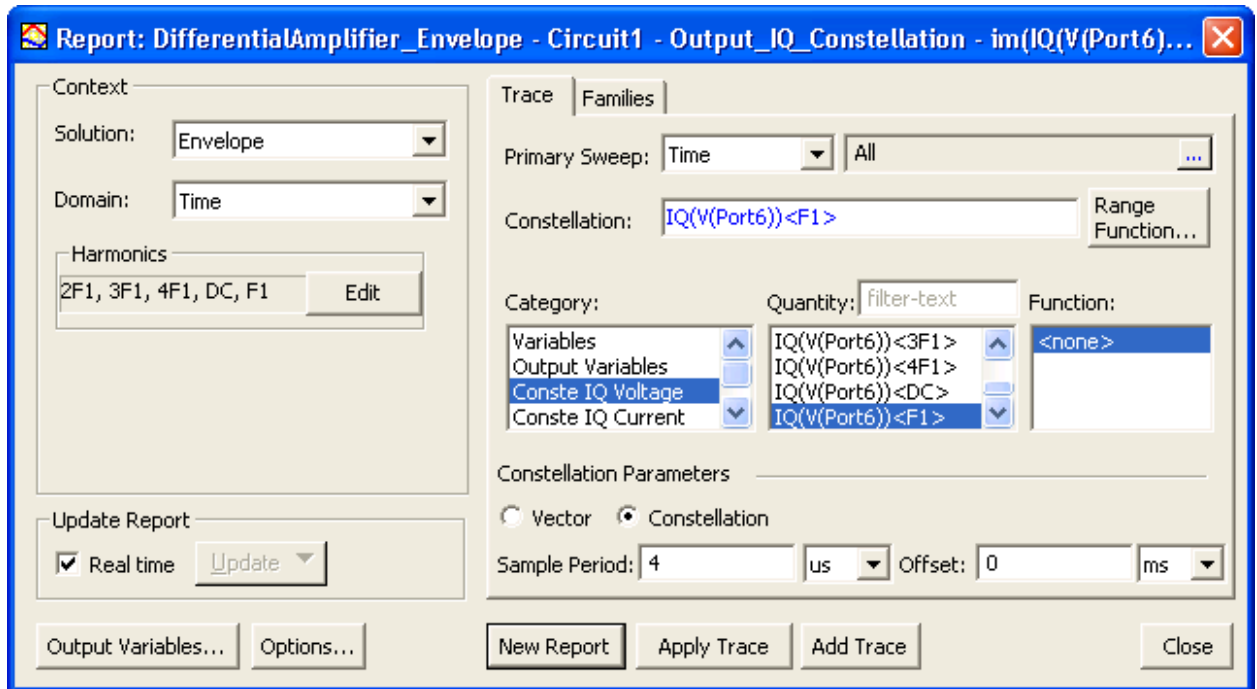 Report: DifferentialAmplifier_Envelope - Circuit1 - Output_IQ_Constellation - im(IQ(V(Port6)...
Context
Solution: Envelope
Domain: Time
Harmonics
2F1, 3F1, 4F1, DC, F1 Edit
Update Report
Real time Update
Output Variables... Options...
Trace Families
Primary Sweep: Time All ...
Constellation: IQ(V(Port6))<F1> Range
Function...
Category: Quantity: filter-text Function:
Variables IQ(V(Port6))<3F1> <none>
Output Variables IQ(V(Port6))<4F1>
Conste IQ Voltage IQ(V(Port6))<DC>
Conste IQ Current IQ(V(Port6))<F1>
Constellation Parameters
Vector Constellation
Sample Period: 4 us Offset: 0 ms
New Report Apply Trace Add Trace Close